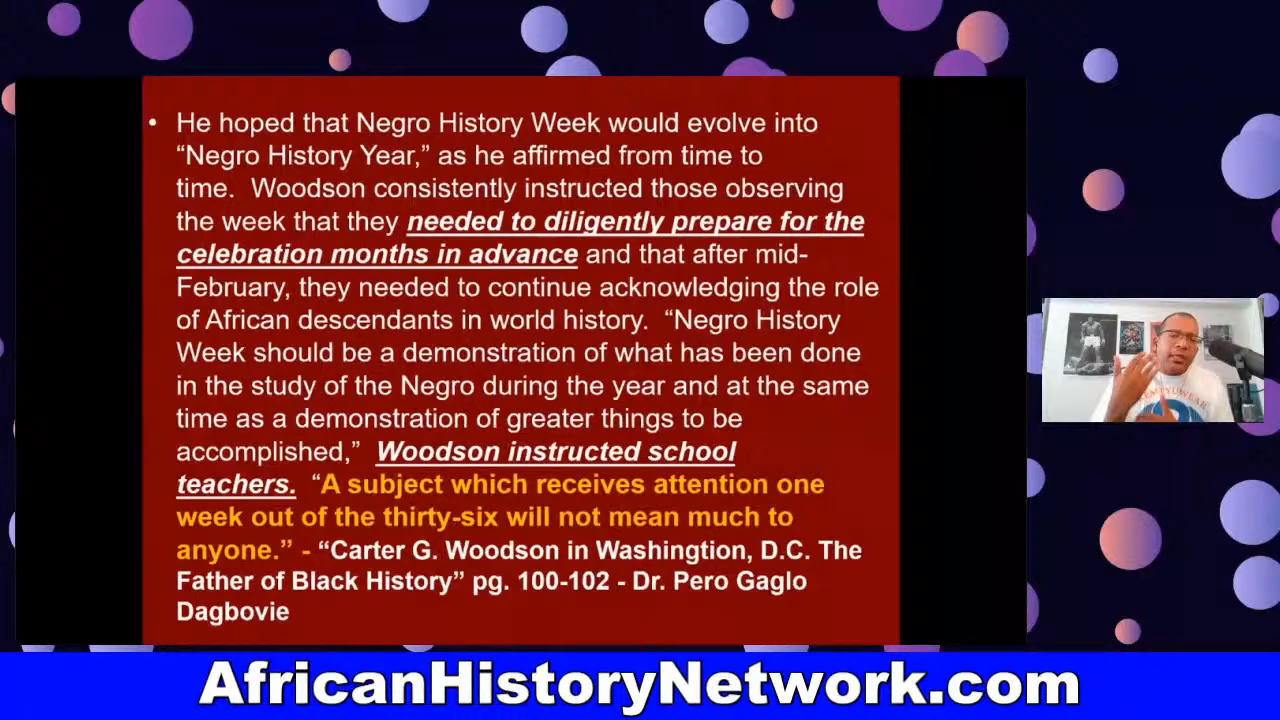 • He hoped that Negro History Week would evolve into
“Negro History Year,” as he affirmed from time to
time.  Woodson consistently instructed those observing
the week that they needed to diligently prepare for the
celebration months in advance and that after mid-
February, they needed to continue acknowledging the role
of African descendants in world history.  “Negro History
Week should be a demonstration of what has been done
in the study of the Negro during the year and at the same
time as a demonstration of greater things to be
accomplished,”  Woodson instructed school
teachers.  “A subject which receives attention one
week out of the thirty-six will not mean much to
anyone.” - “Carter G. Woodson in Washingtion, D.C. The
Father of Black History” pg. 100-102 - Dr. Pero Gaglo
Dagbovie
AfricanHistoryNetwork.com